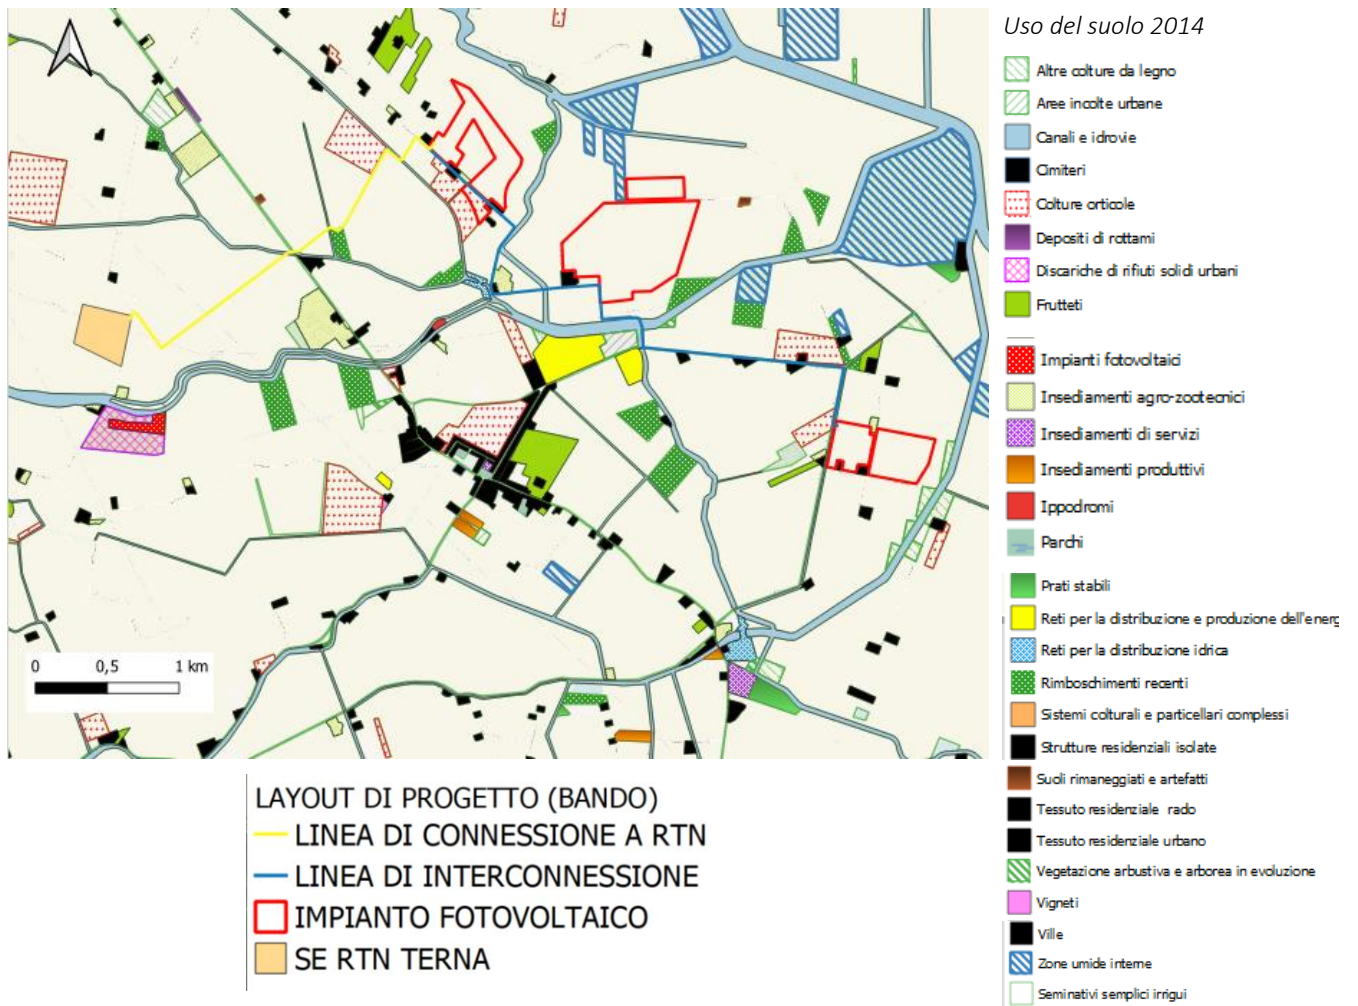 Uso del suolo 2014
Altre colture da legno
Aree incolte urbane
Canali e idrovie
Cimiteri
Colture orticole
Depositi di rottami
Discariche di rifiuti solidi urbani
Frutteti
Impianti fotovoltaici
Insediamenti agro-zootecnici
Insediamenti di servizi
Insediamenti produttivi
Ippodromi
Parchi
Prati stabili
Reti per la distribuzione e produzione dell'energ
Reti per la distribuzione idrica
Rimboschimenti recenti
Sistemi colturali e particellari complessi
Strutture residenziali isolate
Suoli rimaneggiati e artefatti
Tessuto residenziale rado
Tessuto residenziale urbano
Vegetazione arbustiva e arborea in evoluzione
Vigneti
Ville
Zone umide interne
Seminativi semplici irrigui
0 0,5 1 km
LAYOUT DI PROGETTO (BANDO)
LINEA DI CONNESSIONE A RTN
LINEA DI INTERCONNESSIONE
IMPIANTO FOTOVOLTAICO
SE RTN TERNA